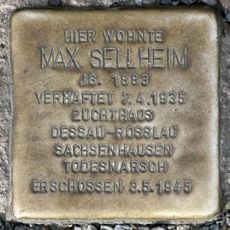 HIER WOHNTE
MAX SELLHEIM
JG. 1883
VERHAFTET 2.4.1935
ZUCHTHAUS
DESSAU-ROSSLAU
SACHSENHAUSEN
TODESMARSCH
ERSCHOSSEN 3.5.1945